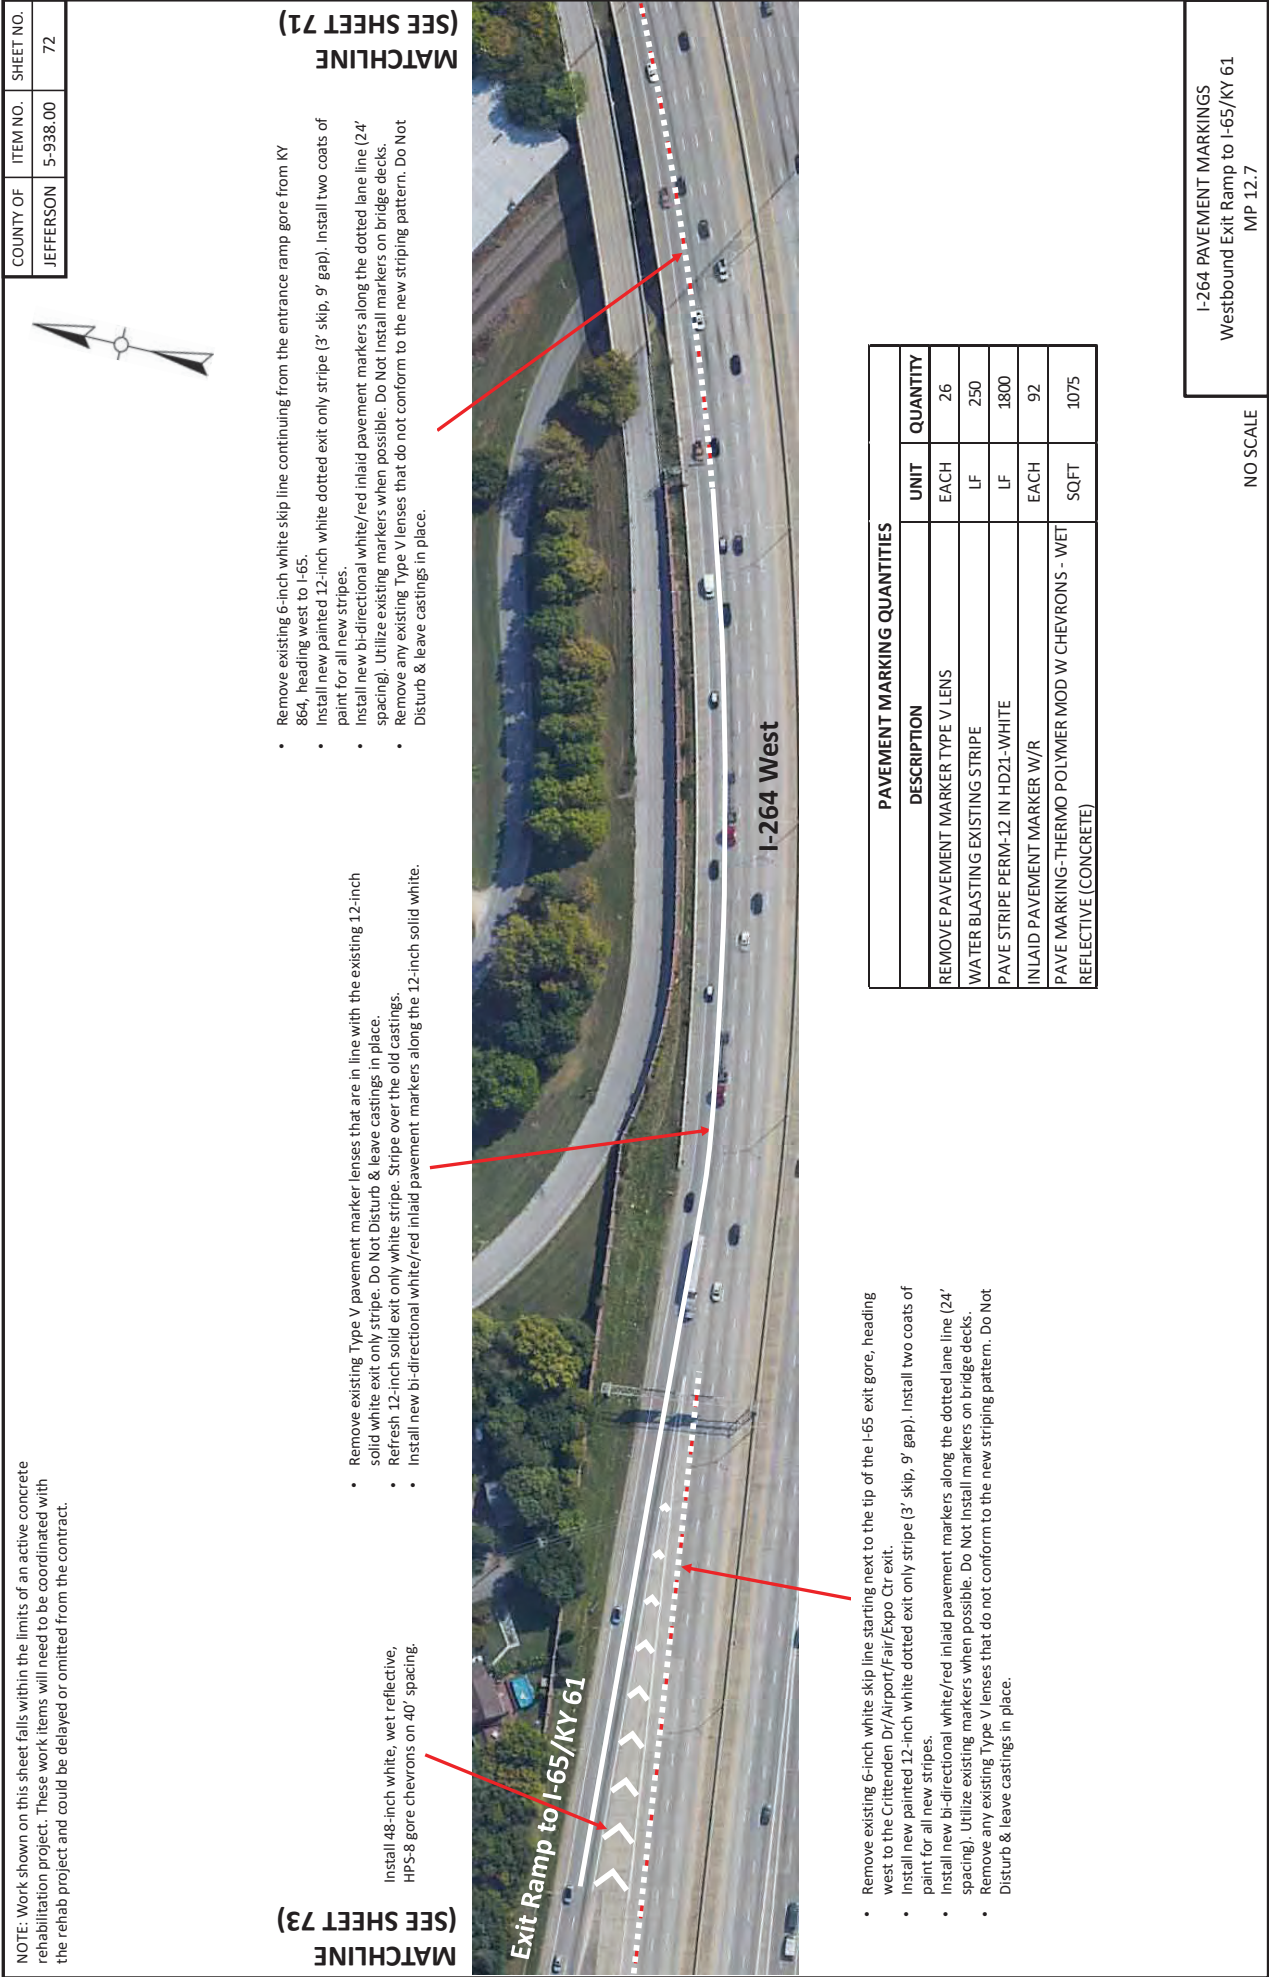 NOTE: Work shown on this sheet falls within the limits of an active concrete
rehabilitation project. These work items will need to be coordinated with
the rehab project and could be delayed or omitted from the contract.
COUNTY OF ITEM NO. SHEET NO.
JEFFERSON 5-938.00 72
MATCHLINE
(SEE SHEET 73)
Install 48-inch white, wet reflective,
HPS-8 gore chevrons on 40’ spacing.
• Remove existing Type V pavement marker lenses that are in line with the existing 12-inch
solid white exit only stripe. Do Not Disturb & leave castings in place.
• Refresh 12-inch solid exit only white stripe. Stripe over the old castings.
• Install new bi-directional white/red inlaid pavement markers along the 12-inch solid white.
• Remove existing 6-inch white skip line continuing from the entrance ramp gore from KY
864, heading west to I-65.
• Install new painted 12-inch white dotted exit only stripe (3’ skip, 9’ gap). Install two coats of
paint for all new stripes.
• Install new bi-directional white/red inlaid pavement markers along the dotted lane line (24’
spacing). Utilize existing markers when possible. Do Not Install markers on bridge decks.
• Remove any existing Type V lenses that do not conform to the new striping pattern. Do Not
Disturb & leave castings in place.
MATCHLINE
(SEE SHEET 71)
Exit Ramp to I-65/KY 61
I-264 West
• Remove existing 6-inch white skip line starting next to the tip of the I-65 exit gore, heading
west to the Crittenden Dr/Airport/Fair/Expo Ctr exit.
• Install new painted 12-inch white dotted exit only stripe (3’ skip, 9’ gap). Install two coats of
paint for all new stripes.
• Install new bi-directional white/red inlaid pavement markers along the dotted lane line (24’
spacing). Utilize existing markers when possible. Do Not Install markers on bridge decks.
• Remove any existing Type V lenses that do not conform to the new striping pattern. Do Not
Disturb & leave castings in place.
PAVEMENT MARKING QUANTITIES
DESCRIPTION UNIT QUANTITY
REMOVE PAVEMENT MARKER TYPE V LENS EACH 26
WATER BLASTING EXISTING STRIPE LF 250
PAVE STRIPE PERM-12 IN HD21-WHITE LF 1800
INLAID PAVEMENT MARKER W/R EACH 92
PAVE MARKING-THERMO POLYMER MOD W CHEVRONS - WET
REFLECTIVE (CONCRETE) SQFT 1075
NO SCALE
I-264 PAVEMENT MARKINGS
Westbound Exit Ramp to I-65/KY 61
MP 12.7